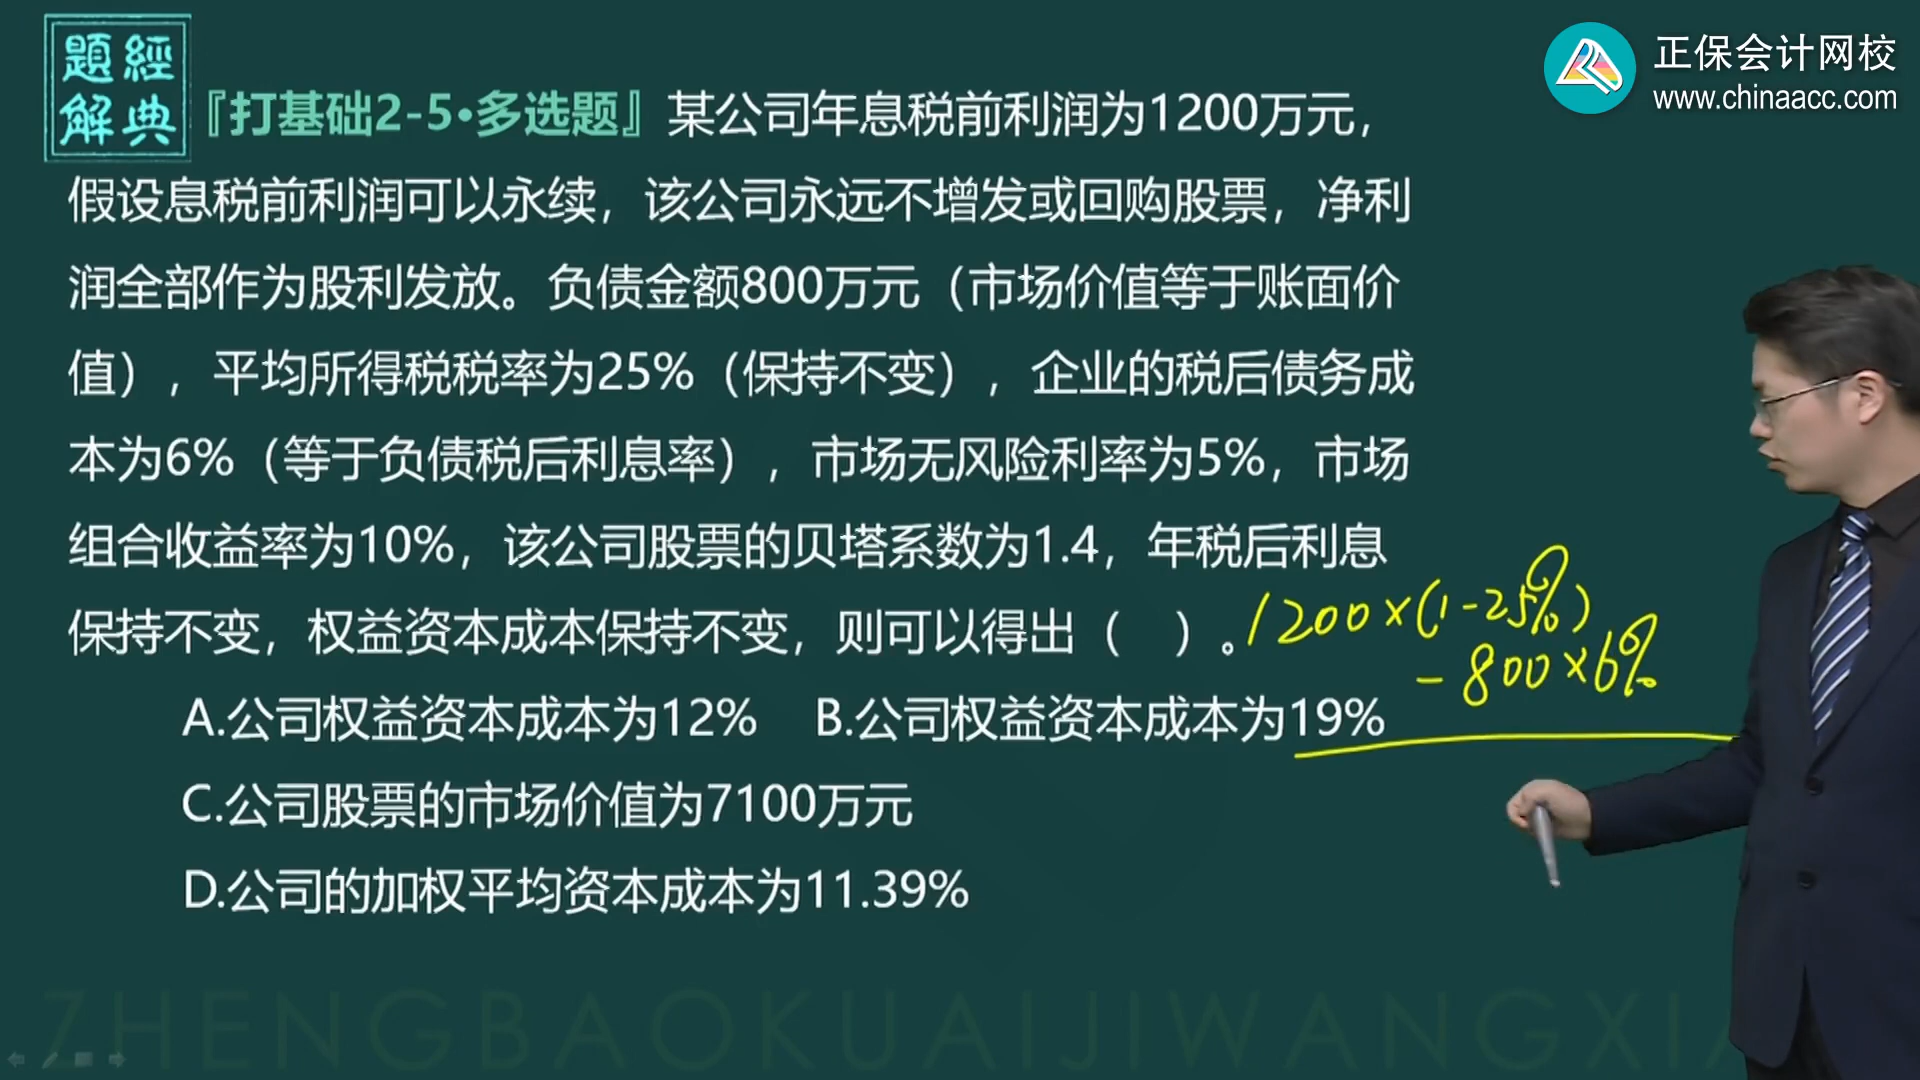 經典題解
正保会计网校
www.chinaacc.com
『打基础2-5•多选题』某公司年息税前利润为1200万元，
假设息税前利润可以永续，该公司永远不增发或回购股票，净利
润全部作为股利发放。负债金额800万元（市场价值等于账面价
值），平均所得税税率为25%（保持不变），企业的税后债务成
本为6%（等于负债税后利息率），市场无风险利率为5%，市场
组合收益率为10%，该公司股票的贝塔系数为1.4，年税后利息
保持不变，权益资本成本保持不变，则可以得出（ ）。
1200×(1-25%)
-800×6%
A.公司权益资本成本为12% B.公司权益资本成本为19%
C.公司股票的市场价值为7100万元
D.公司的加权平均资本成本为11.39%
ZHENGBAOKUAIJIWANGXIA